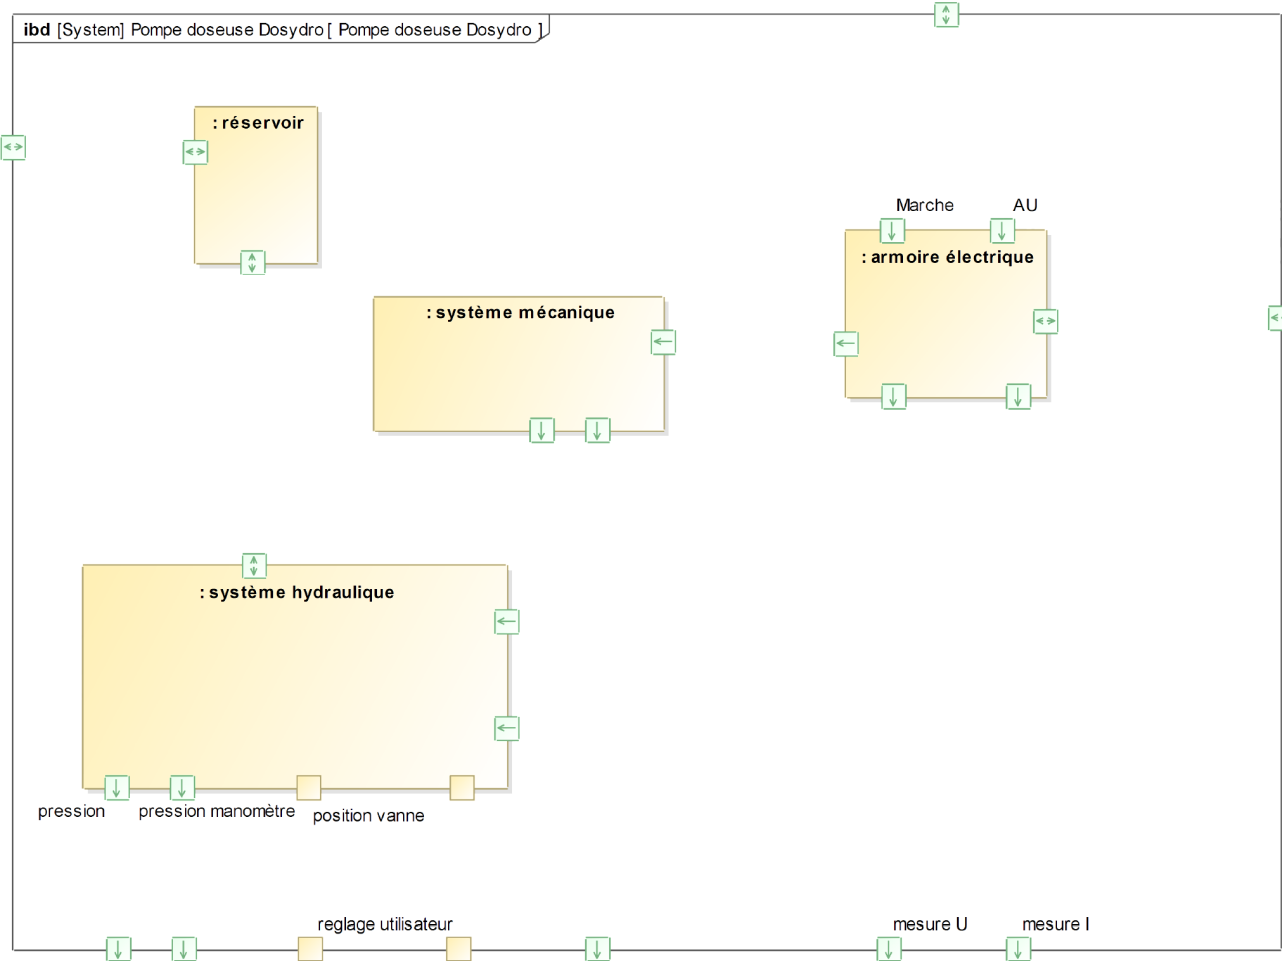 ibd [System] Pompe doseuse Dosydro [ Pompe doseuse Dosydro ]
: réservoir
Marche
AU
: armoire électrique
: système mécanique
: système hydraulique
pression
pression manomètre
position vanne
reglage utilisateur
mesure U
mesure I